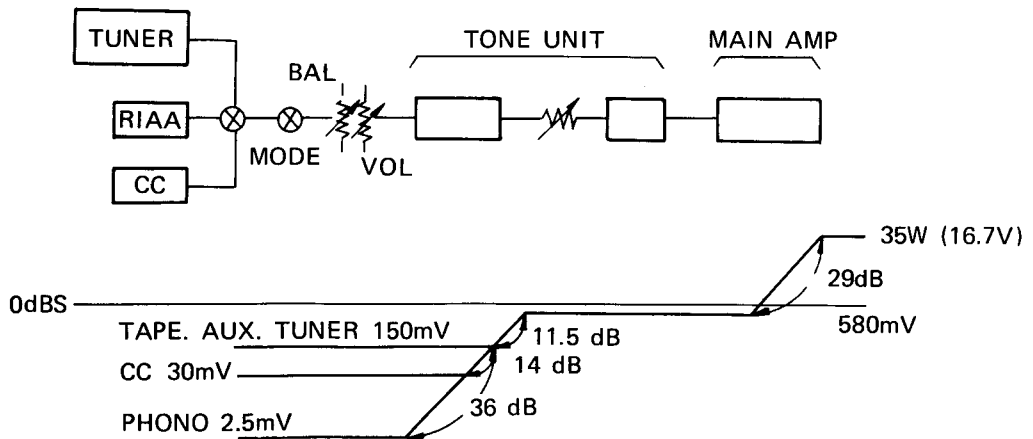 TUNER
TONE UNIT
MAIN AMP
BAL
RIAA
MODE
VOL
CC
35W (16.7V)
29dB
0dBS
580mV
TAPE. AUX. TUNER 150mV
11.5 dB
CC 30mV
14 dB
36 dB
PHONO 2.5mV